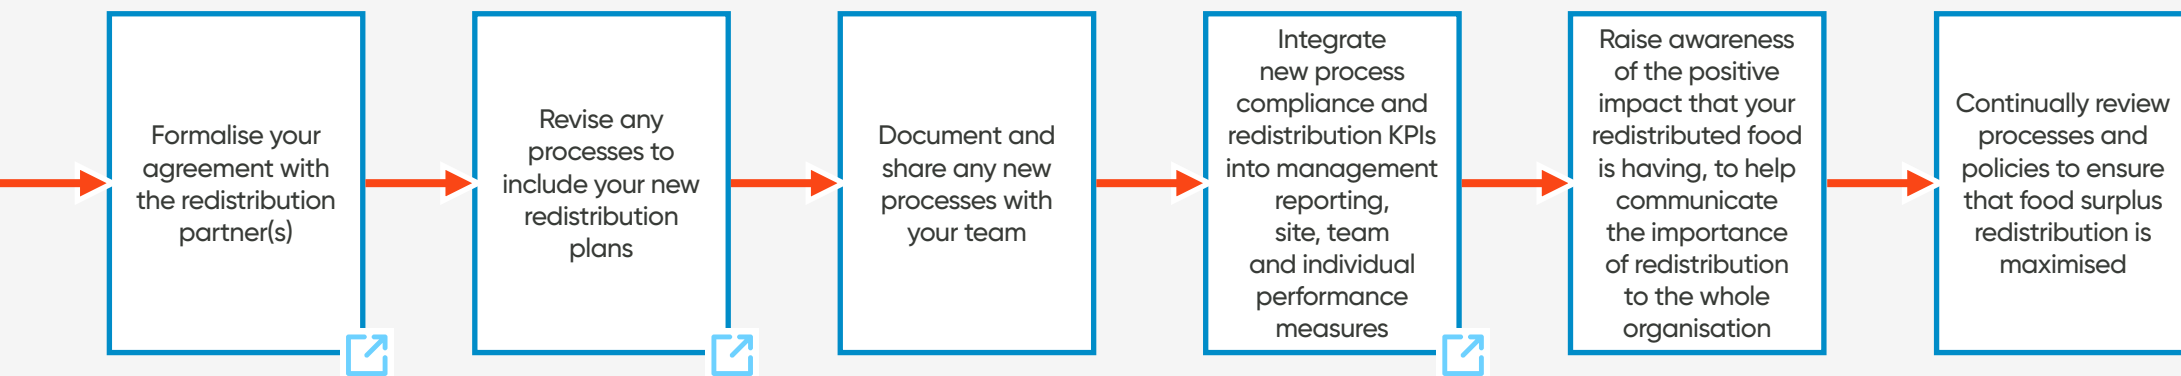 Formalise your
agreement with
the redistribution
partner(s)
Revise any
processes to
include your new
redistribution
plans
Document and
share any new
processes with
your team
Integrate
new process
compliance and
redistribution KPIs
into management
reporting,
site, team
and individual
performance
measures
Raise awareness
of the positive
impact that your
redistributed food
is having, to help
communicate
the importance
of redistribution
to the whole
organisation
Continually review
processes and
policies to ensure
that food surplus
redistribution is
maximised